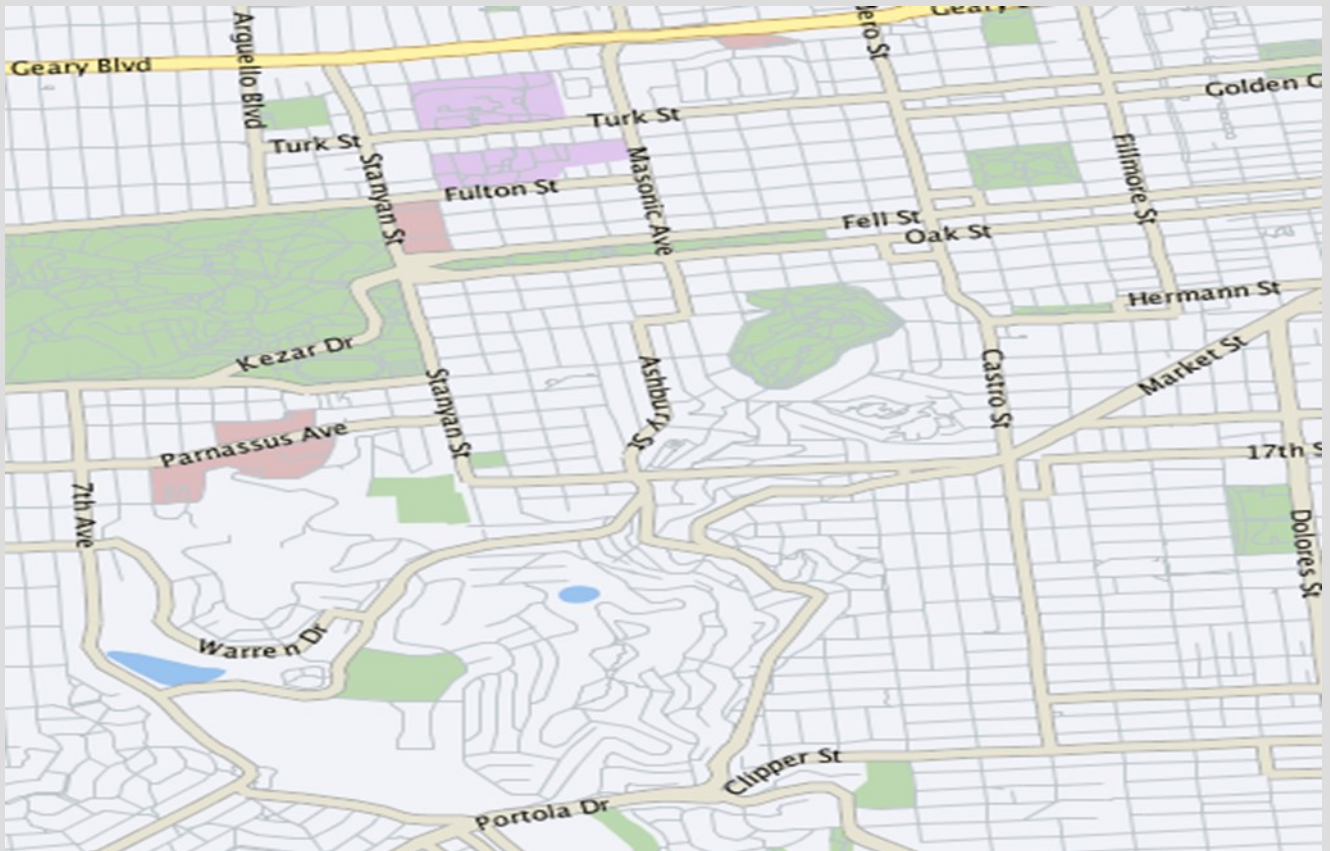 Geary Blvd
Arguello Blvd
Turk St
Stanyan St
Turk St
Fulton St
Masonic Ave
Fell St
Oak St
Golden
Fillmore St
Hermann St
Kezar Dr
Stanyan St
Ashbury St
Castro St
Market St
Parnassus Ave
17th S
7th Ave
Dolores St
Warren Dr
Clipper St
Portola Dr